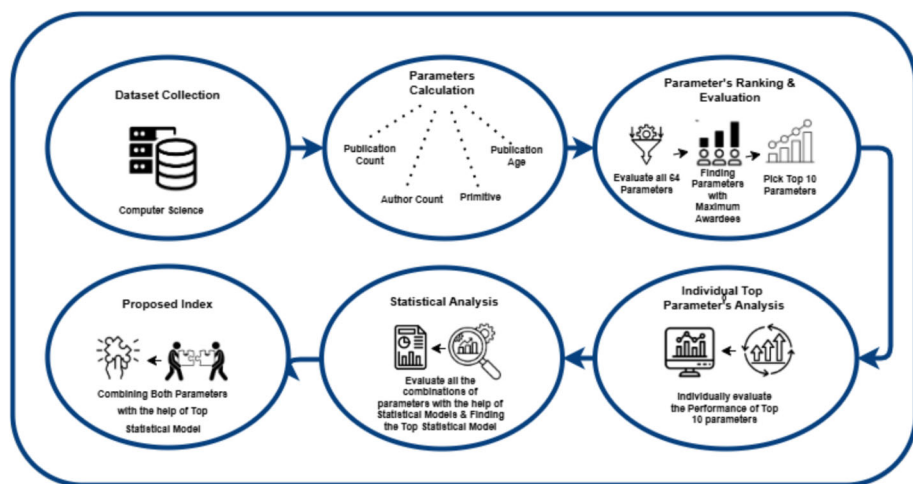 Dataset Collection
Computer Science
Parameters
Calculation
Publication
Count
Author Count
Primitive
Publication
Age
Parameter's Ranking &
Evaluation
Evaluate all 64
Parameters
Finding
Parameters
with
Maximum
Awardees
Pick Top 10
Parameters
Individual Top
Parameter's Analysis
Individually evaluate
the Performance of Top
10 parameters
Statistical Analysis
Evaluate all the
combinations of
parameters with the help of
Statistical Models & Finding
the Top Statistical Model
Proposed Index
Combining Both Parameters
with the help of Top
Statistical Model